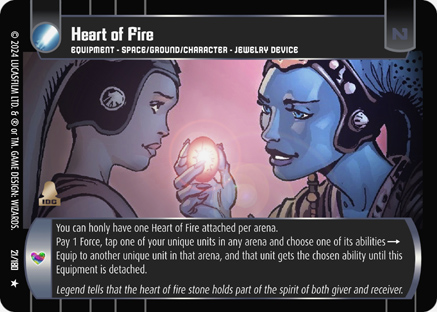 Heart of Fire
N
EQUIPMENT - SPACE/GROUND/CHARACTER - JEWELRY DEVICE
© 2024 LUCASFILM LTD. & ® or TM. GAME DESIGN: WIZARDS.
21/180
IDC
You can honly have one Heart of Fire attached per arena.
Pay 1 Force, tap one of your unique units in any arena and choose one of its abilities →
Equip to another unique unit in that arena, and that unit gets the chosen ability until this
Equipment is detached.
Legend tells that the heart of fire stone holds part of the spirit of both giver and receiver.